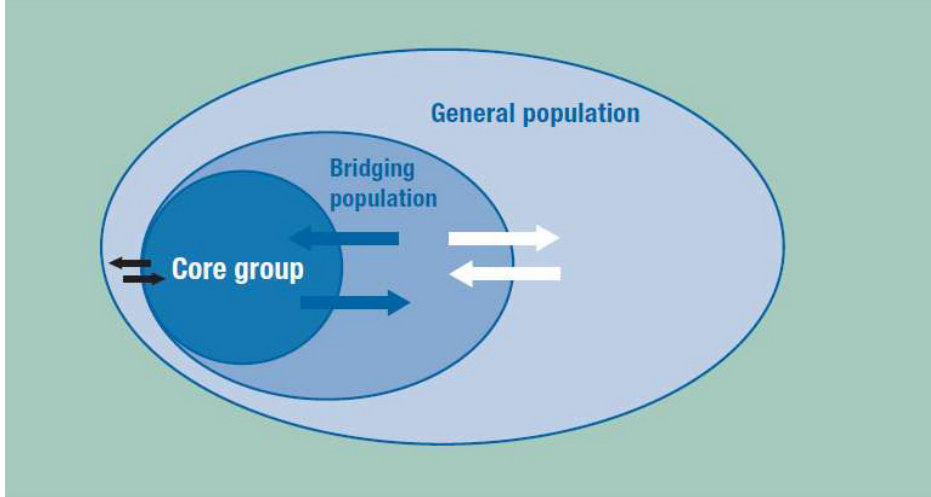 General population
Bridging
population
Core group